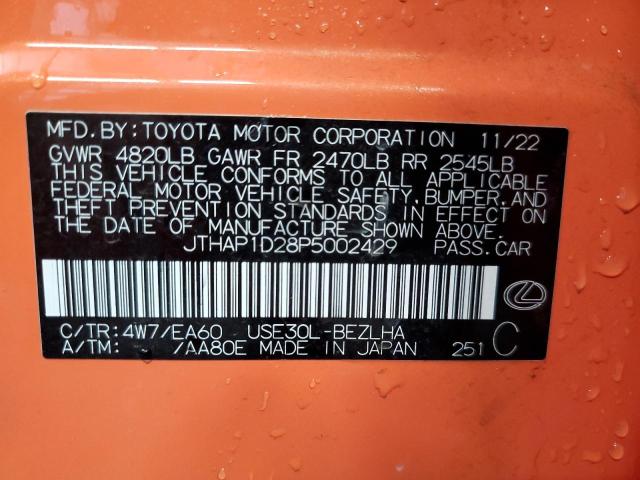 MFD. BY: TOYOTA MOTOR CORPORATION 11/22
GVWR 4820LB GAWR FR 2470LB RR 2545LB
THIS VEHICLE CONFORMS TO ALL APPLICABLE
FEDERAL MOTOR VEHICLE SAFETY, BUMPER, AND
THEFT PREVENTION STANDARDS IN EFFECT ON
THE DATE OF MANUFACTURE SHOWN ABOVE.
JTHAP1D28P5002429 PASS. CAR
C/TR: 4W7/EA60 USE30L-BEZLHA
A/TM: /AA80E MADE IN JAPAN 251 C